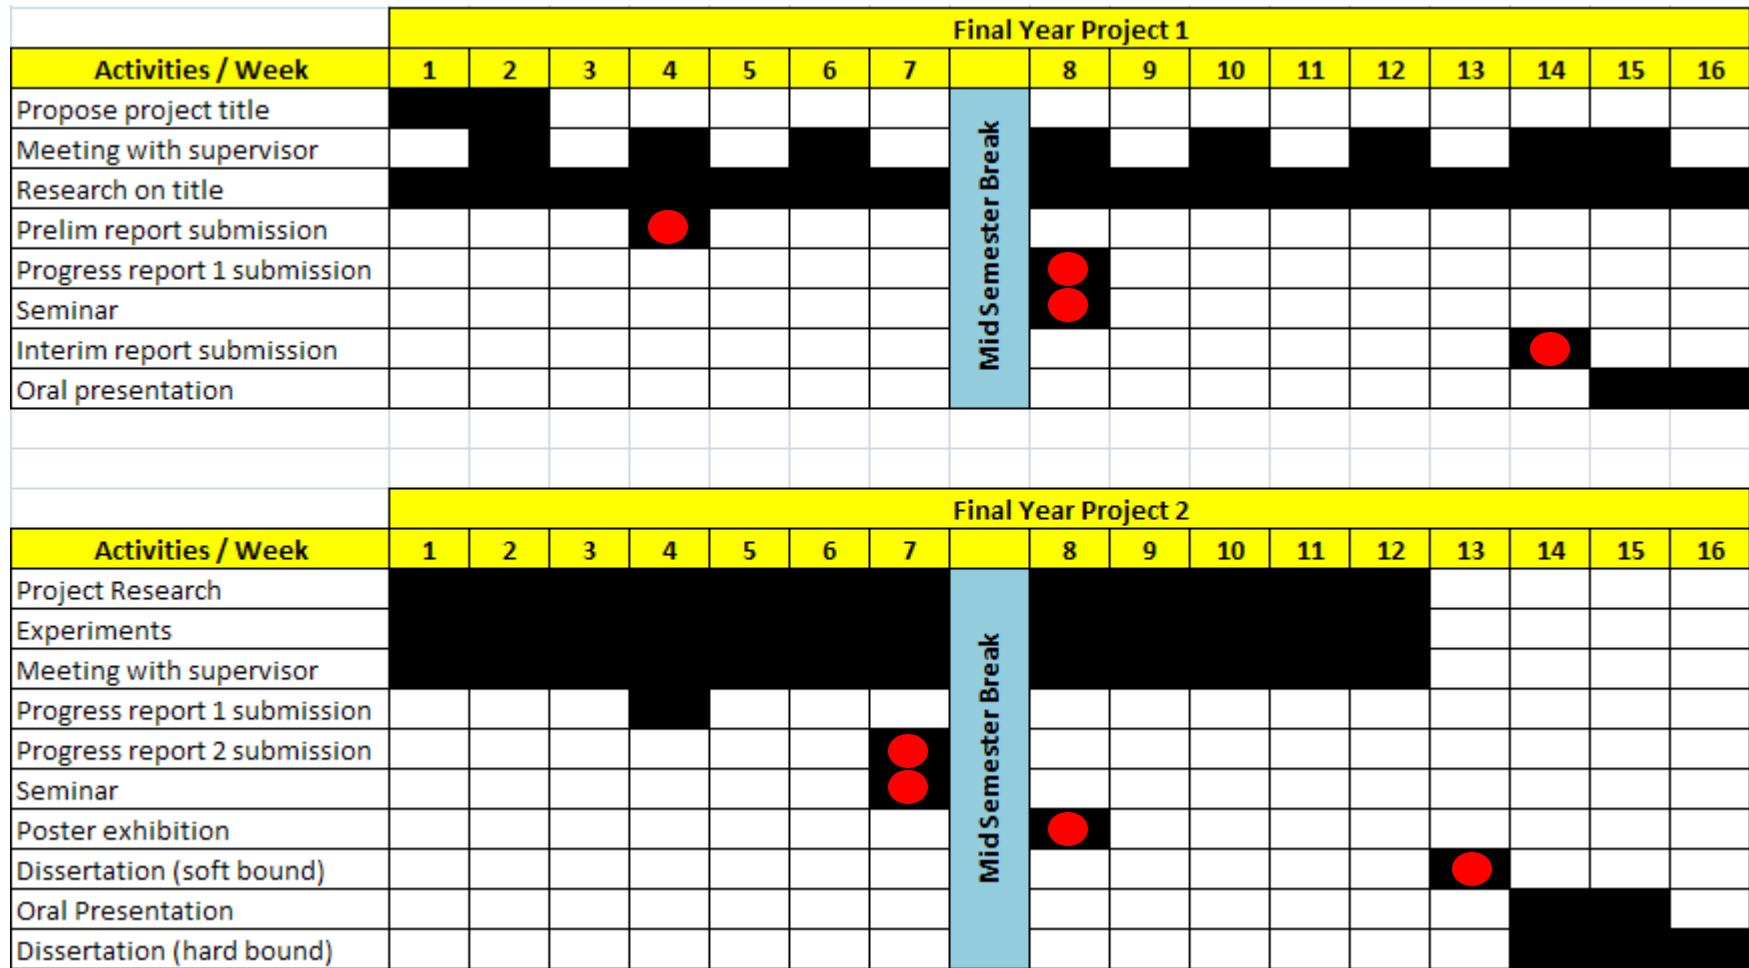 Final Year Project 1
Activities / Week 1 2 3 4 5 6 7 8 9 10 11 12 13 14 15 16
Propose project title
Meeting with supervisor
Research on title
Prelim report submission
Progress report 1 submission
Seminar
Interim report submission
Oral presentation
Mid Semester Break
Final Year Project 2
Activities / Week 1 2 3 4 5 6 7 8 9 10 11 12 13 14 15 16
Project Research
Experiments
Meeting with supervisor
Progress report 1 submission
Progress report 2 submission
Seminar
Poster exhibition
Dissertation (soft bound)
Oral Presentation
Dissertation (hard bound)
Mid Semester Break